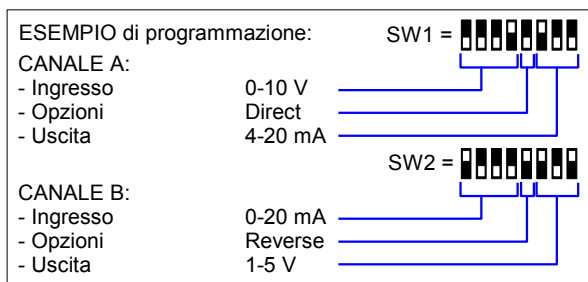 ESEMPIO di programmazione: SW1 =
CANALE A:
- Ingresso 0-10 V
- Opzioni Direct
- Uscita 4-20 mA
SW2 =
CANALE B:
- Ingresso 0-20 mA
- Opzioni Reverse
- Uscita 1-5 V